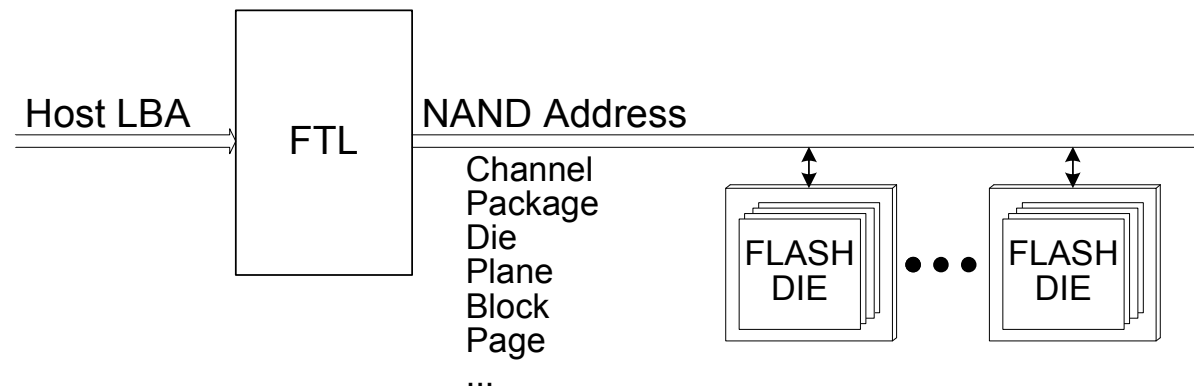 Host LBA
FTL
NAND Address
Channel
Package
Die
Plane
Block
Page
...
FLASH
DIE
FLASH
DIE